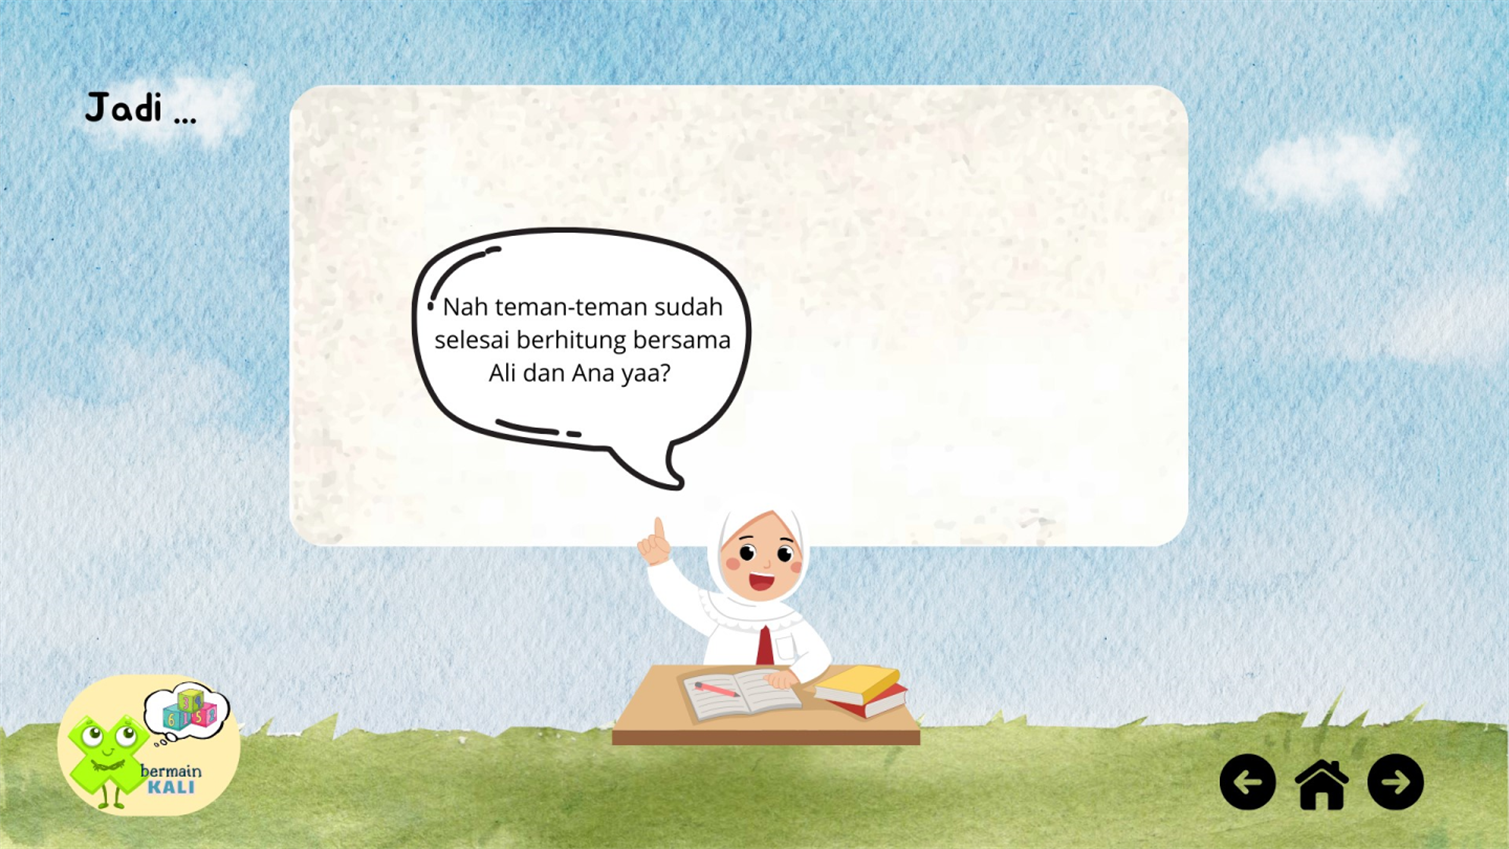 Jadi ...
Nah teman-teman sudah
selesai berhitung bersama
Ali dan Ana yaa?
bermain
KALI